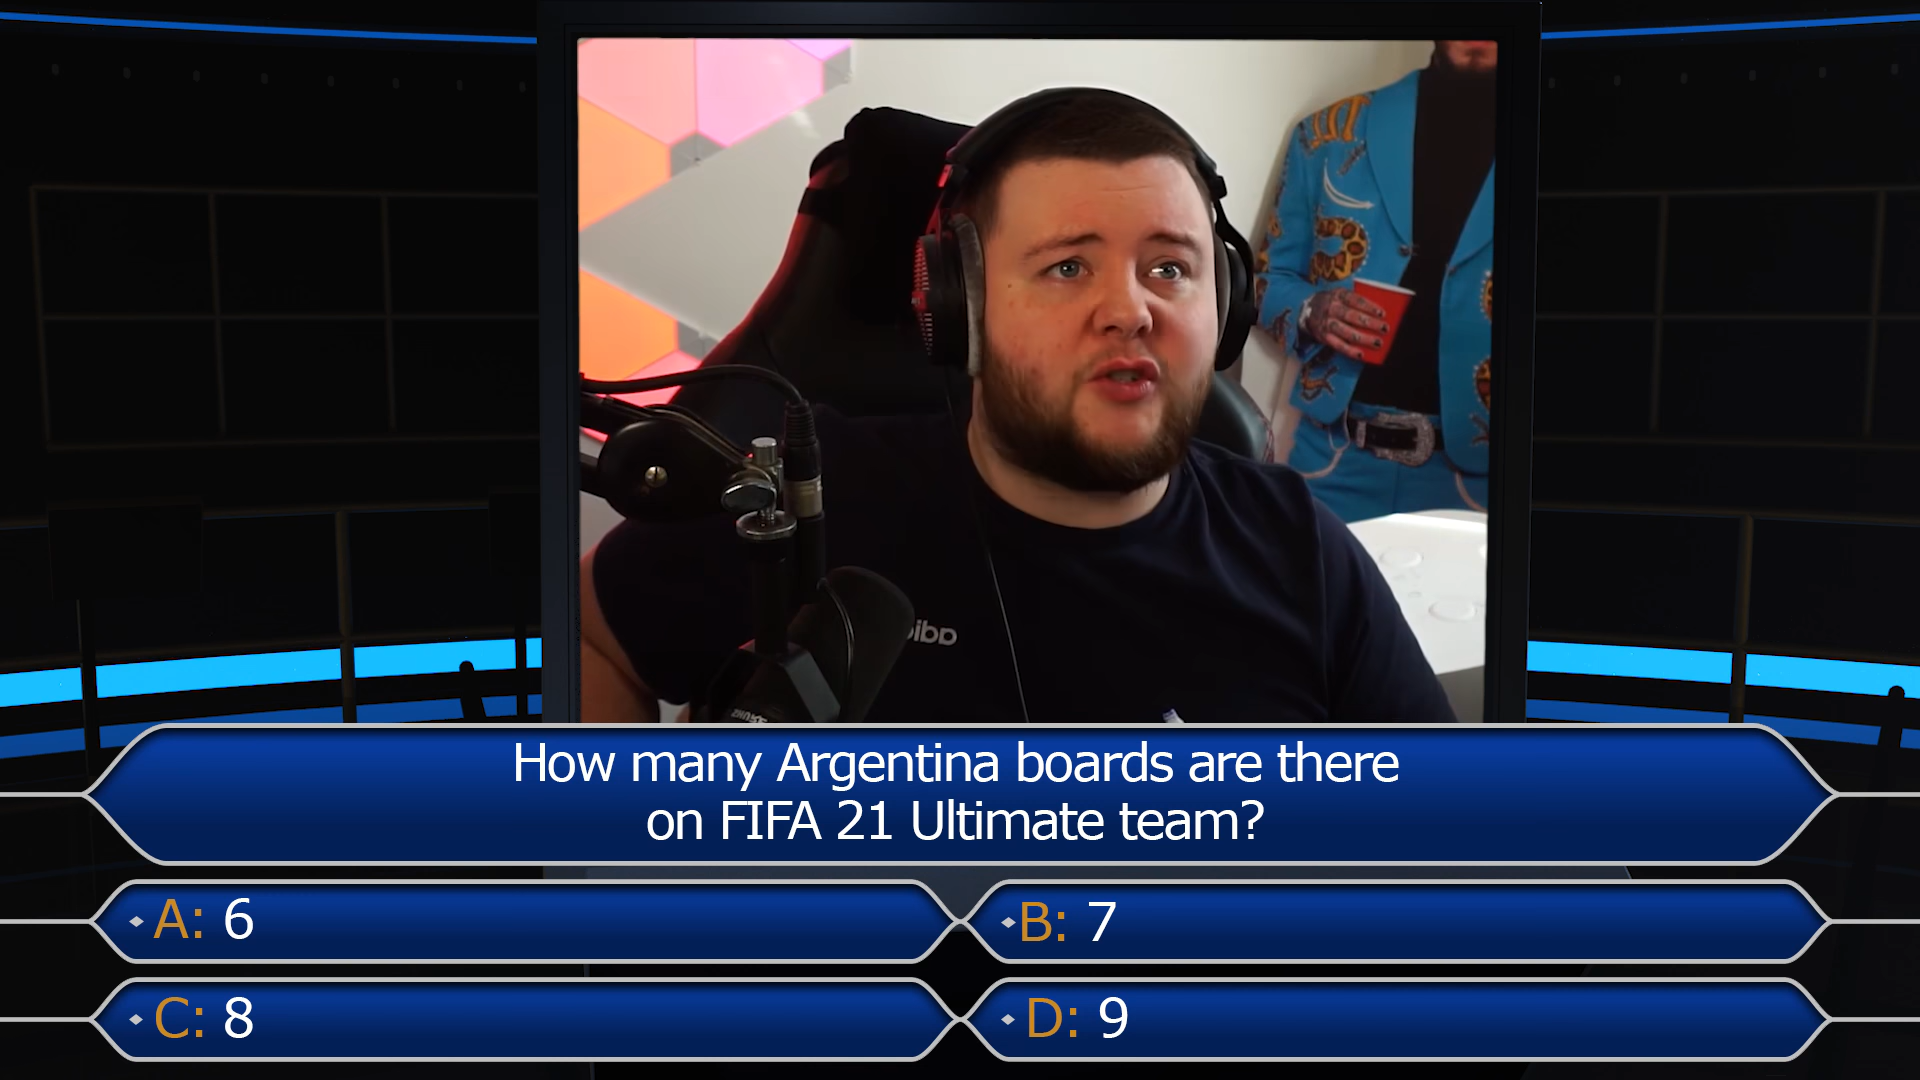 How many Argentina boards are there
on FIFA 21 Ultimate team?
A: 6
B: 7
C: 8
D: 9